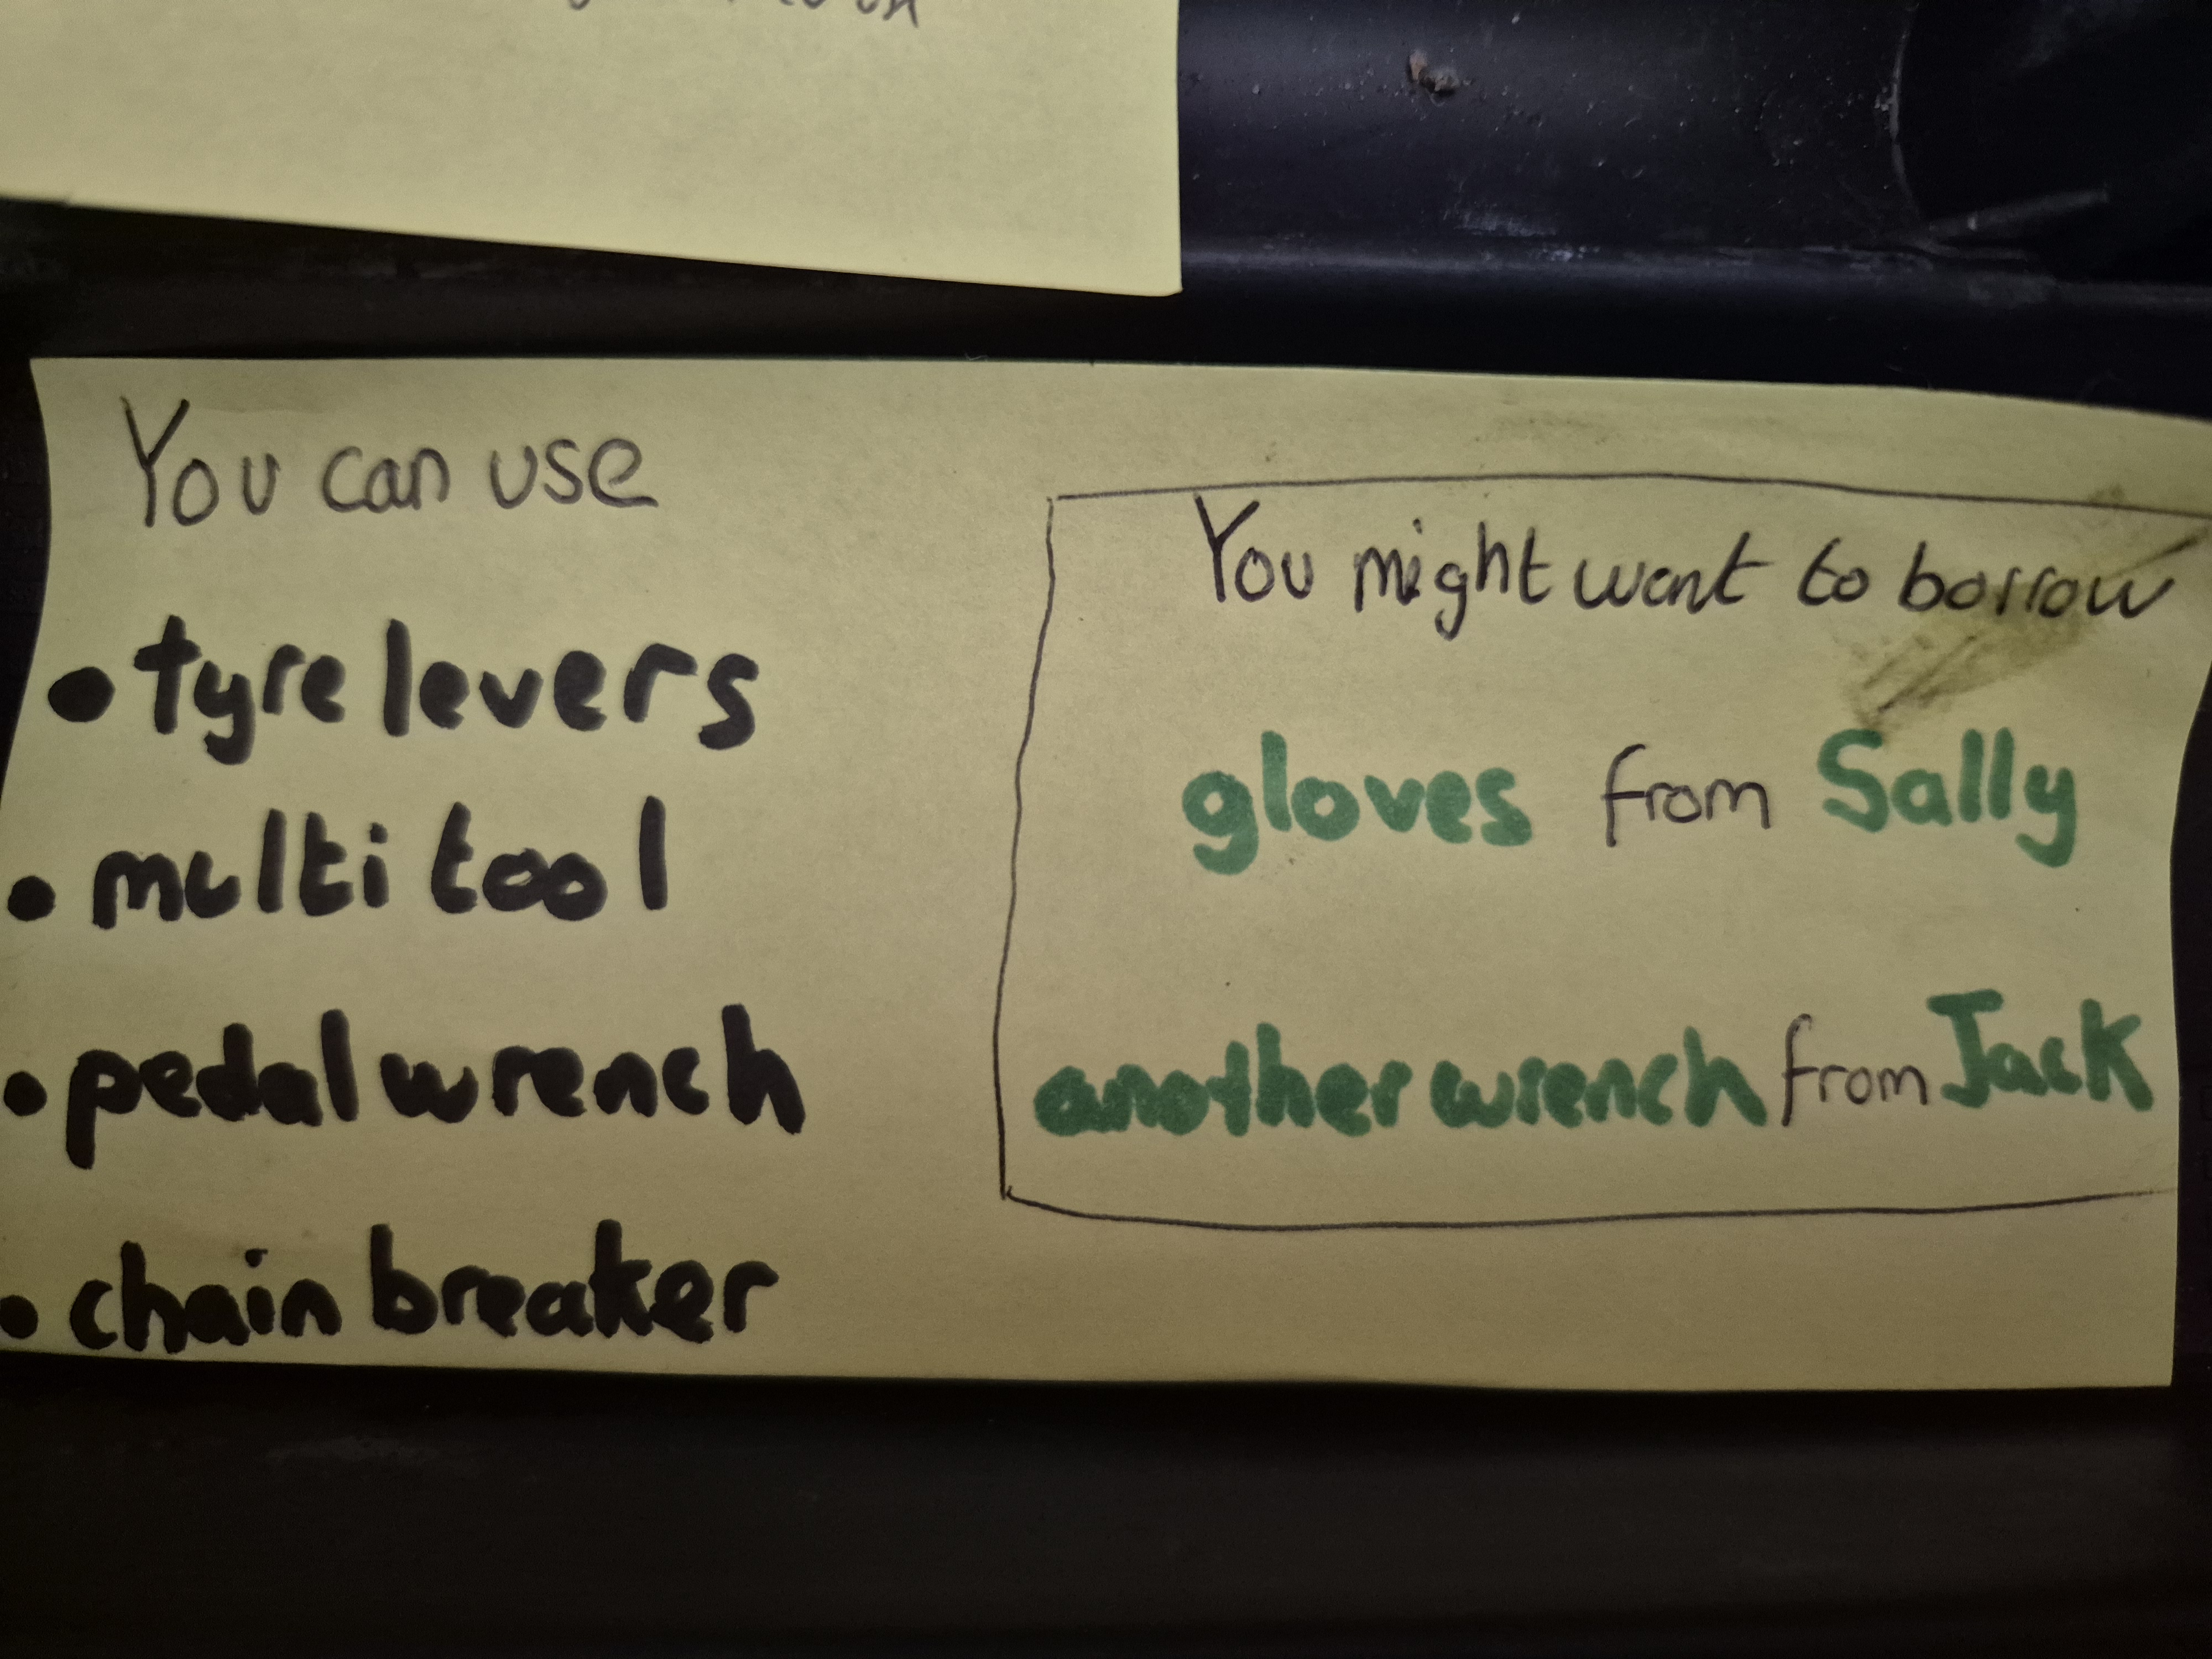 You can use
• tyre levers
• multi tool
• pedal wrench
• chain breaker
You might want to borrow
gloves from Sally
another wrench from Jack